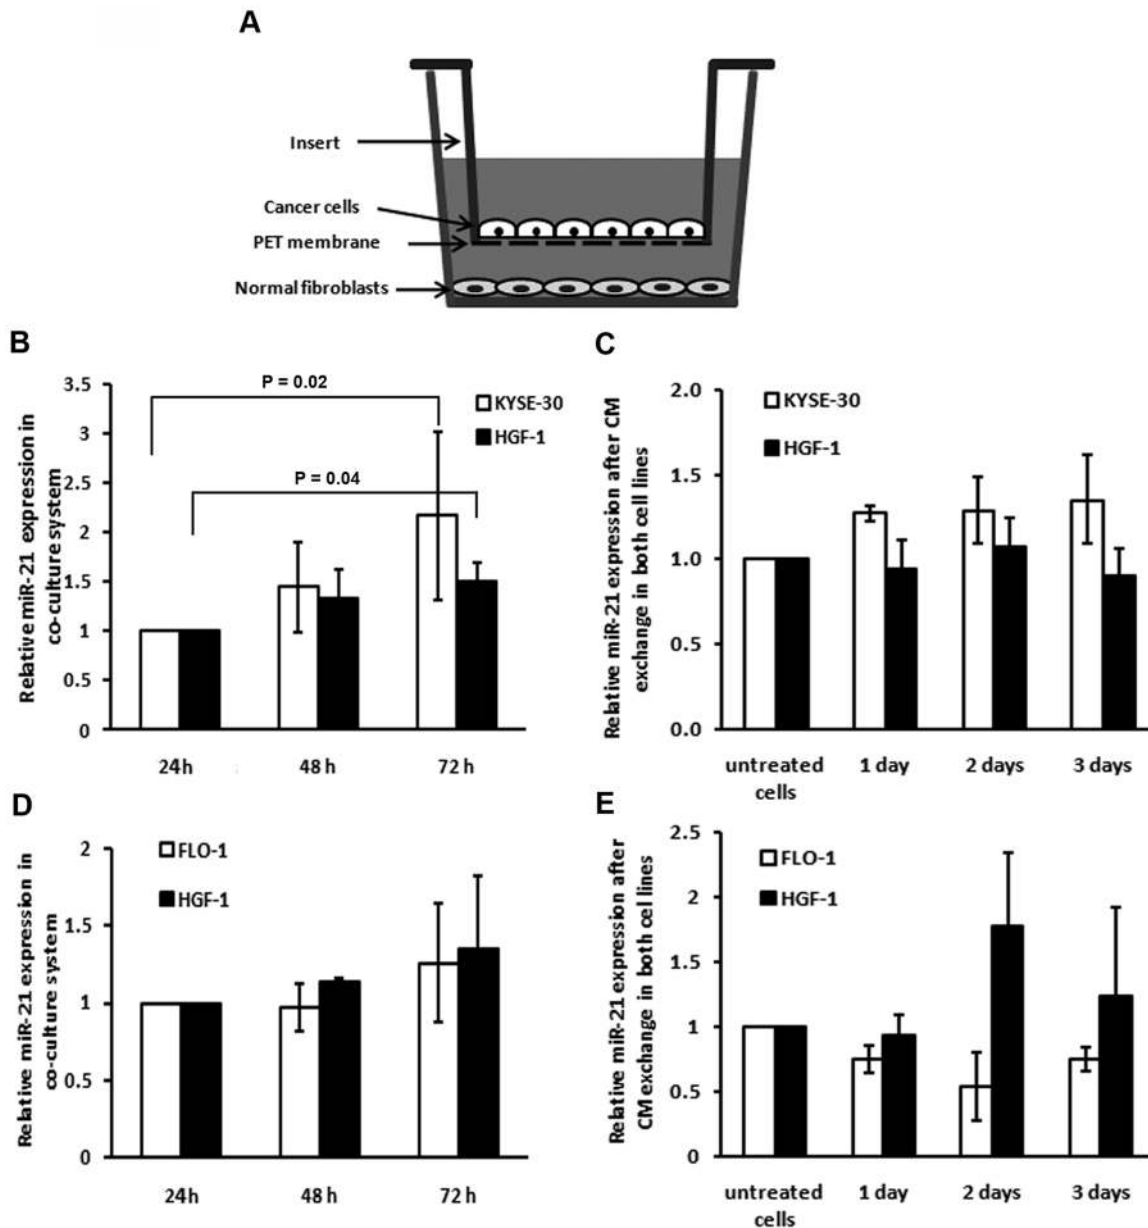 A
Insert
Cancer cells
PET membrane
Normal fibroblasts
B
Relative miR-21 expression in
co-culture system
3.5
3
2.5
2
1.5
1
0.5
0
P = 0.02
P = 0.04
KYSE-30
HGF-1
24h
48 h
72 h
C
Relative miR-21 expression after CM
exchange in both cell lines
2.0
1.5
1.0
0.5
0.0
KYSE-30
HGF-1
untreated
cells
1 day
2 days
3 days
D
Relative miR-21 expression in
co-culture system
2
1.5
1
0.5
0
FLO-1
HGF-1
24h
48 h
72 h
E
Relative miR-21 expression after
CM exchange in both cel lines
2.5
2
1.5
1
0.5
0
FLO-1
HGF-1
untreated
cells
1 day
2 days
3 days